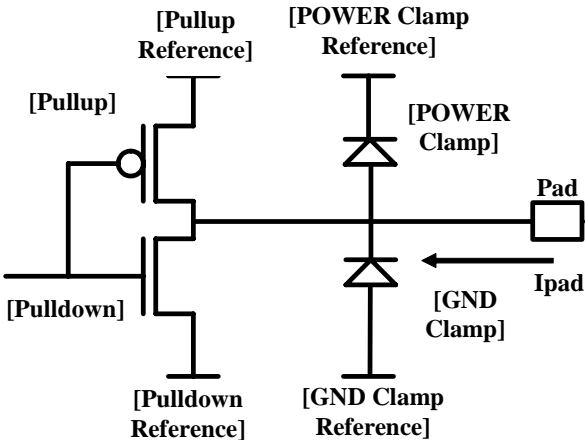 [Pullup
Reference]
[POWER Clamp
Reference]
[Pullup]
[POWER
Clamp]
Pad
Ipad
[Pulldown]
[GND
Clamp]
[Pulldown
Reference]
[GND Clamp
Reference]